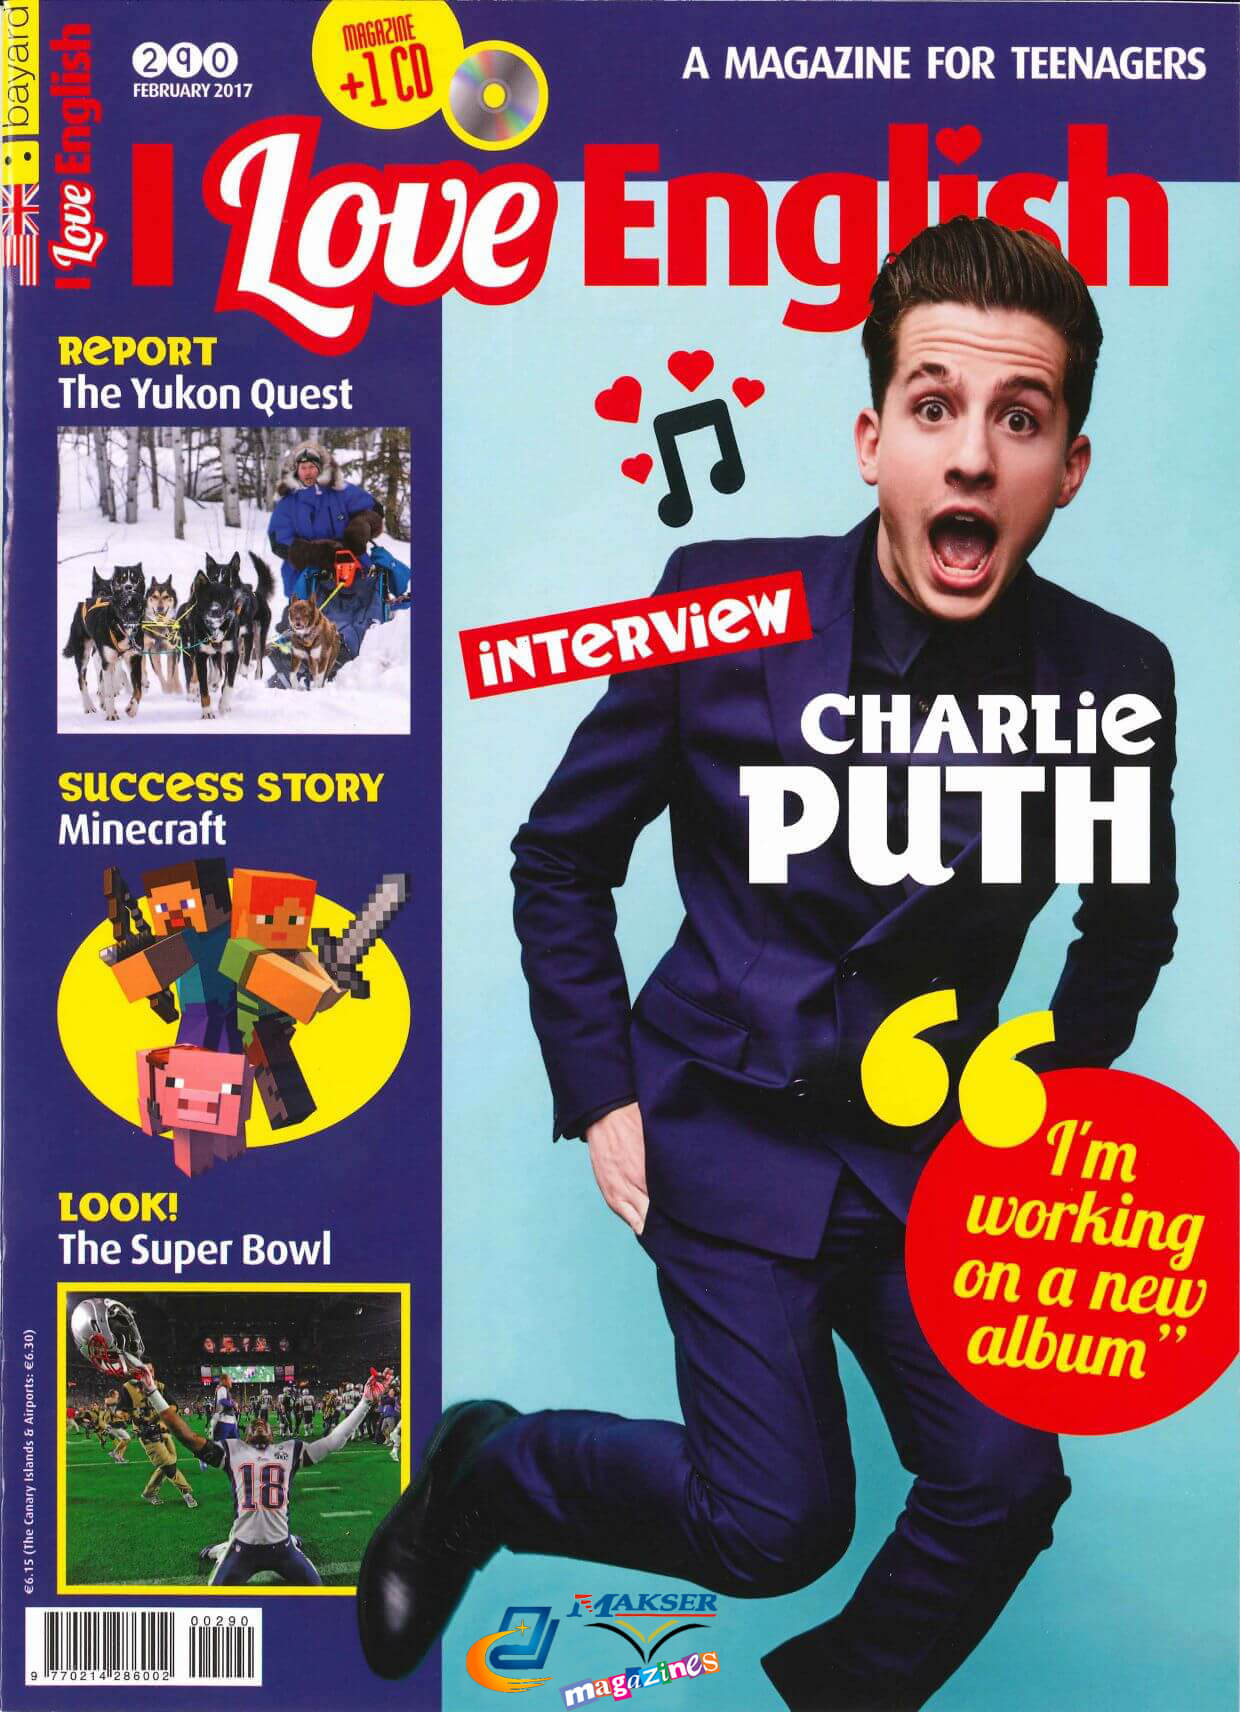 bayard
I Love English
290
FEBRUARY 2017
MAGAZINE
+1 CD
A MAGAZINE FOR TEENAGERS
I Love English
REPORT
The Yukon Quest
SUCCESS STORY
Minecraft
LOOK!
The Super Bowl
18
INTERVIEW
CHARLIE
PUTH
“I'm
working
on a new
album”
€6.15 (The Canary Islands & Airports: €6.30)
00290
9 770214 286002
MAKSER
magazines